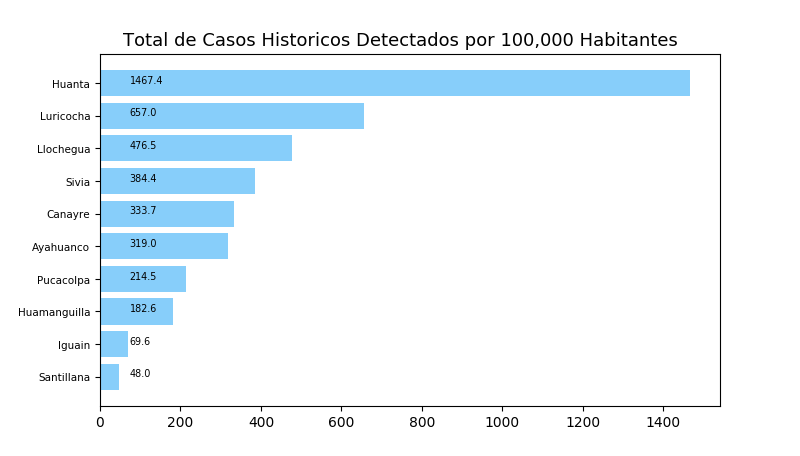 Total de Casos Historicos Detectados por 100,000 Habitantes
Huanta 1467.4
Luricocha 657.0
Llochegua 476.5
Sivia 384.4
Canayre 333.7
Ayahuanco 319.0
Pucacolpa 214.5
Huamanguilla 182.6
Iguain 69.6
Santillana 48.0
0 200 400 600 800 1000 1200 1400